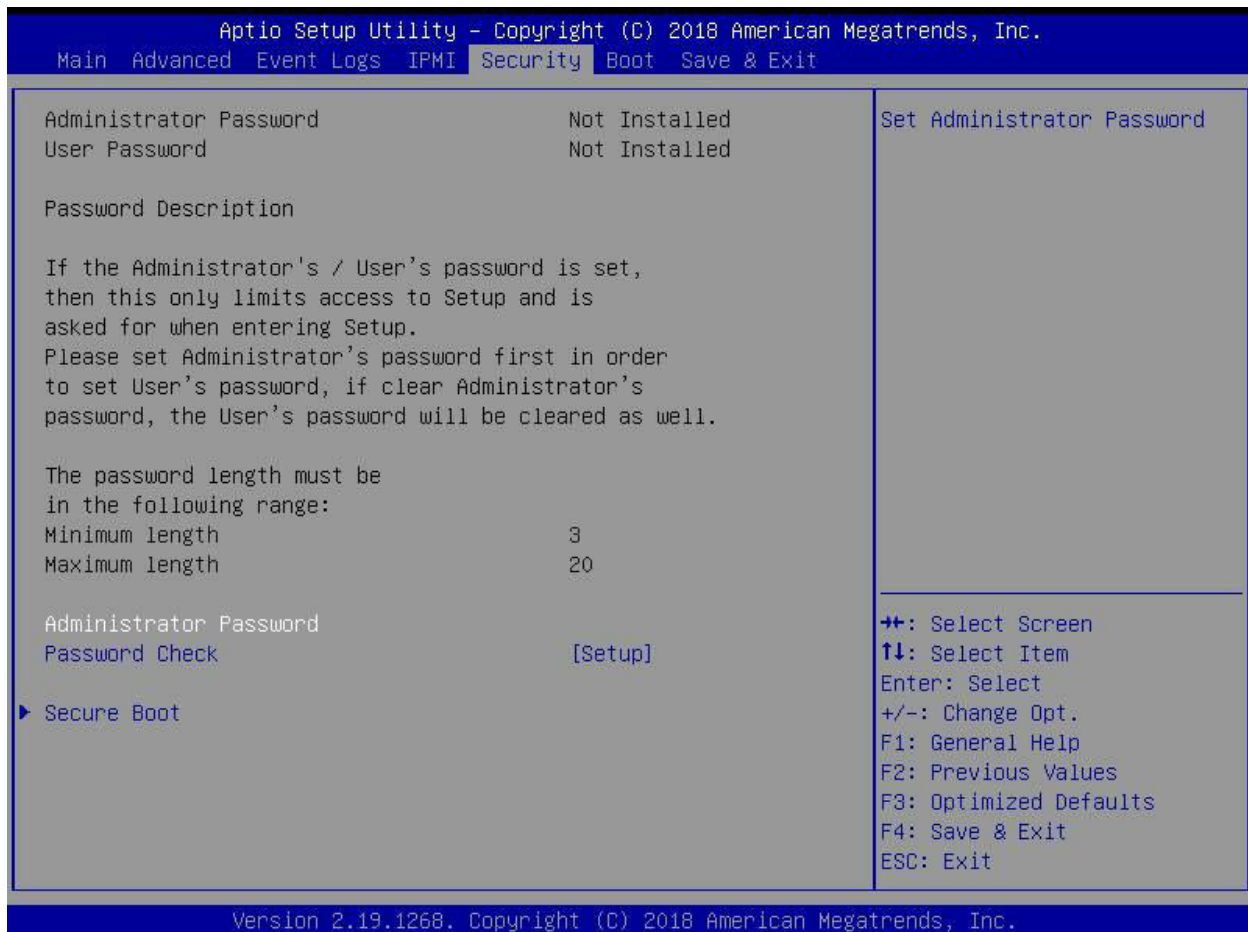 Aptio Setup Utility – Copyright (C) 2018 American Megatrends, Inc.
Main Advanced Event Logs IPMI Security Boot Save & Exit
Administrator Password Not Installed
User Password Not Installed
Password Description
If the Administrator's / User's password is set,
then this only limits access to Setup and is
asked for when entering Setup.
Please set Administrator's password first in order
to set User's password, if clear Administrator's
password, the User's password will be cleared as well.
The password length must be
in the following range:
Minimum length 3
Maximum length 20
Administrator Password
Password Check [Setup]
▶ Secure Boot
Set Administrator Password
→←: Select Screen
↑↓: Select Item
Enter: Select
+/-: Change Opt.
F1: General Help
F2: Previous Values
F3: Optimized Defaults
F4: Save & Exit
ESC: Exit
Version 2.19.1268. Copyright (C) 2018 American Megatrends, Inc.